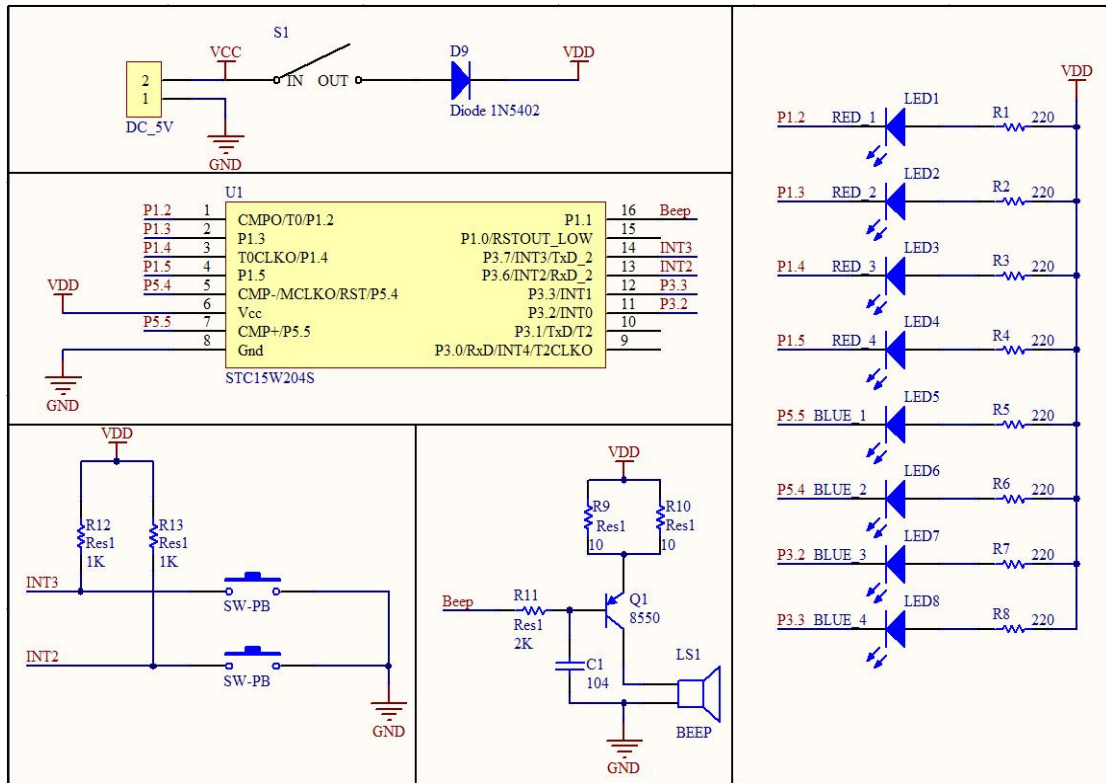 S1
VCC
IN OUT
2
1
DC_5V
GND
D9
Diode 1N5402
VDD
U1
P1.2 1 CMPO/T0/P1.2
P1.3 2 P1.3
P1.4 3 T0CLKO/P1.4
P1.5 4 P1.5
P5.4 5 CMP-/MCLKO/RST/P5.4
VDD 6 Vcc
P5.5 7 CMP+/P5.5
8 Gnd
GND
P1.1 16 Beep
P1.0/RSTOUT_LOW 15
P3.7/INT3/TxD_2 14 INT3
P3.6/INT2/RxD_2 13 INT2
P3.3/INT1 12 P3.3
P3.2/INT0 11 P3.2
P3.1/TxD/T2 10
P3.0/RxD/INT4/T2CLKO 9
STC15W204S
VDD
R12
Res1
1K
R13
Res1
1K
INT3
SW-PB
INT2
SW-PB
GND
VDD
R9
Res1
10
R10
Res1
10
Beep
R11
Res1
2K
Q1
8550
C1
104
LS1
BEEP
GND
VDD
P1.2 RED_1 LED1 R1 220
P1.3 RED_2 LED2 R2 220
P1.4 RED_3 LED3 R3 220
P1.5 RED_4 LED4 R4 220
P5.5 BLUE_1 LED5 R5 220
P5.4 BLUE_2 LED6 R6 220
P3.2 BLUE_3 LED7 R7 220
P3.3 BLUE_4 LED8 R8 220